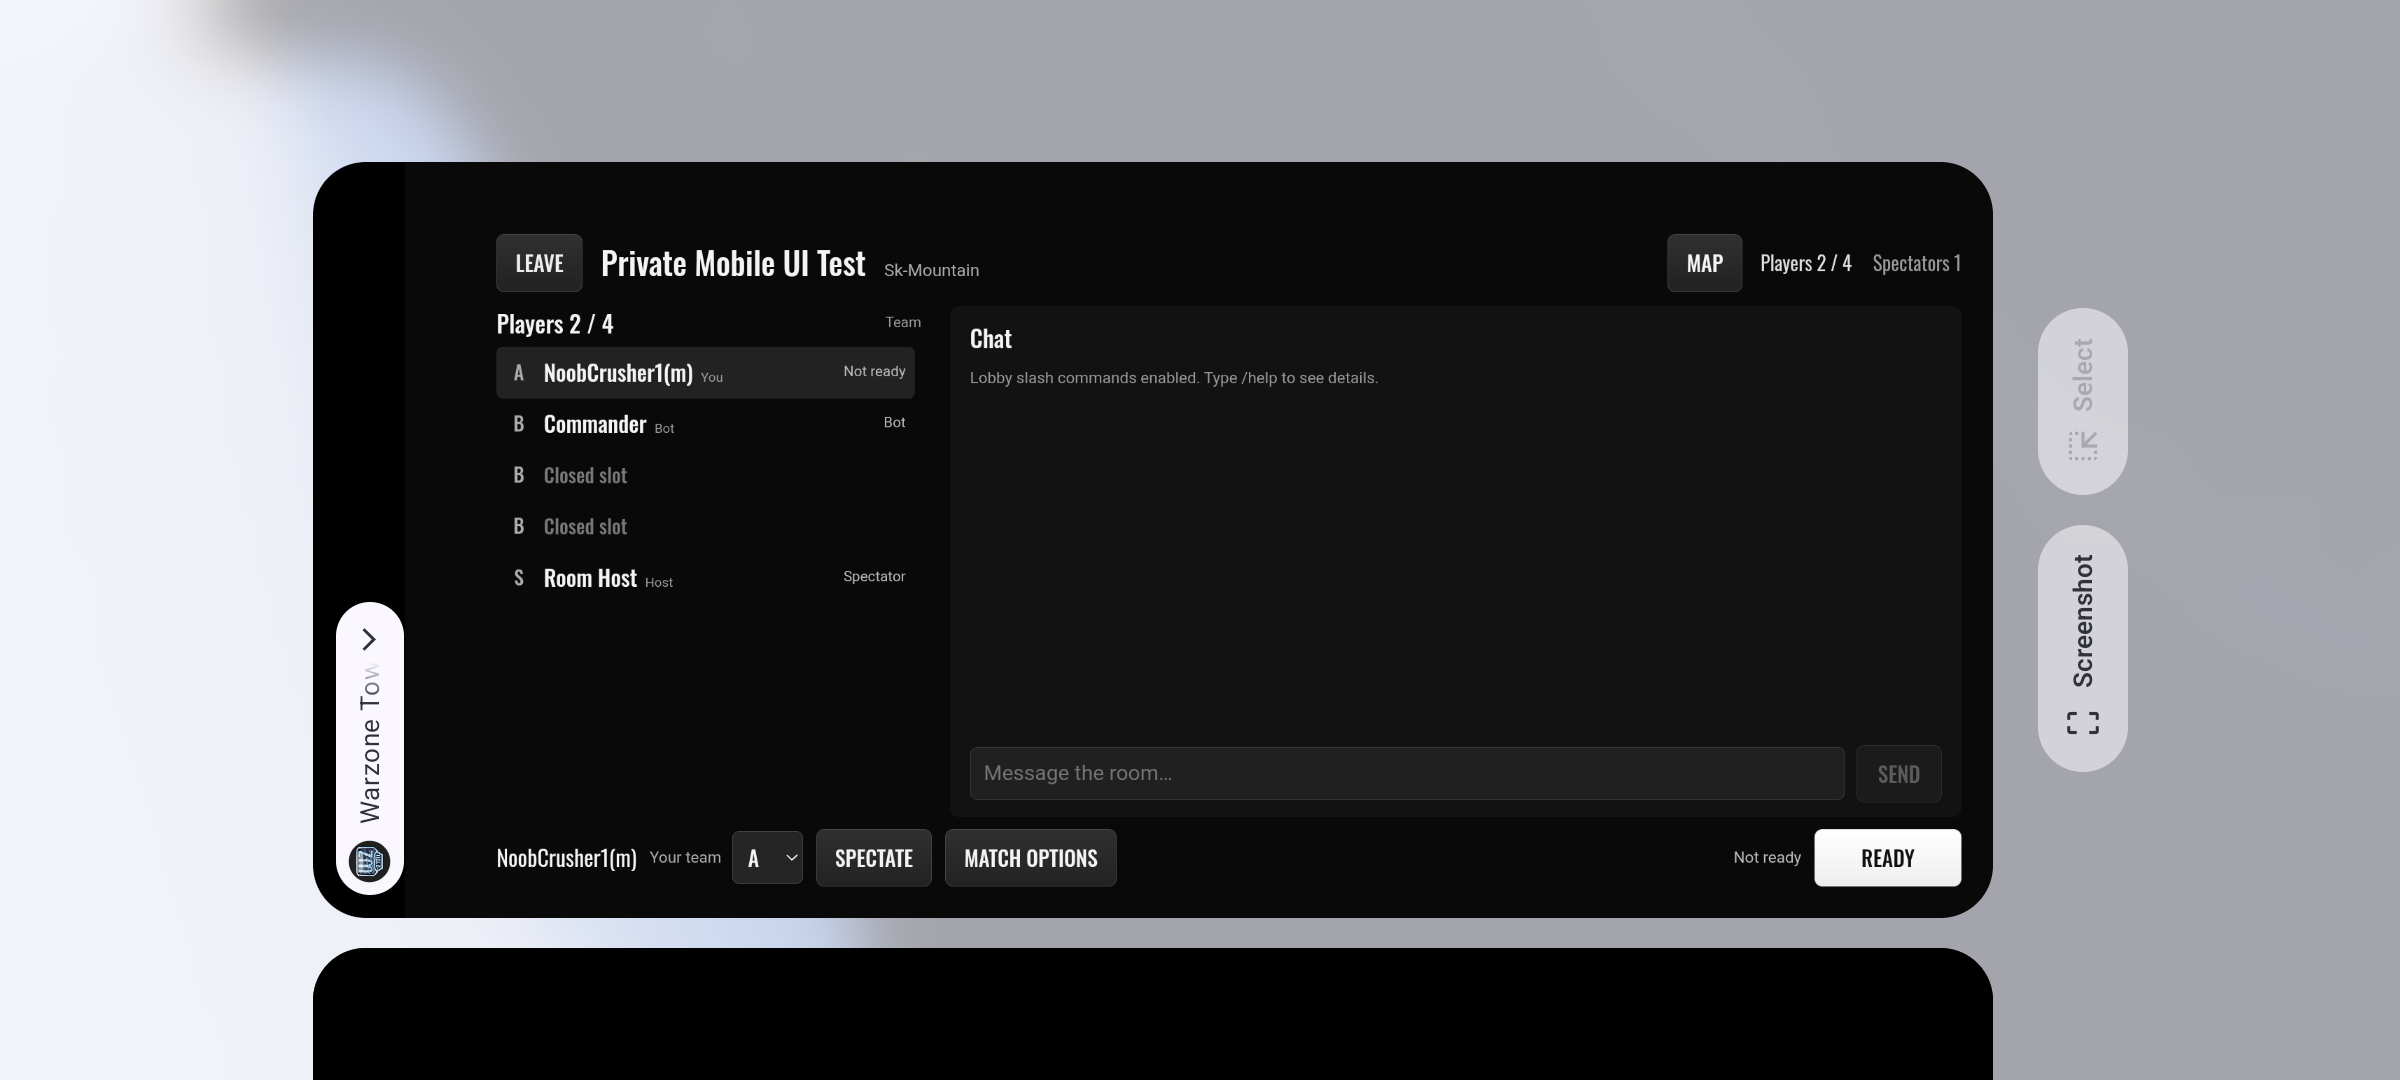 LEAVE
Private Mobile UI Test
Sk-Mountain
MAP
Players 2 / 4
Spectators 1
Players 2 / 4
Team
A NoobCrusher1(m) You Not ready
B Commander Bot Bot
B Closed slot
B Closed slot
S Room Host Host Spectator
Chat
Lobby slash commands enabled. Type /help to see details.
Message the room...
SEND
NoobCrusher1(m) Your team A SPECTATE MATCH OPTIONS
Not ready READY
Warzone Tow
Select
Screenshot